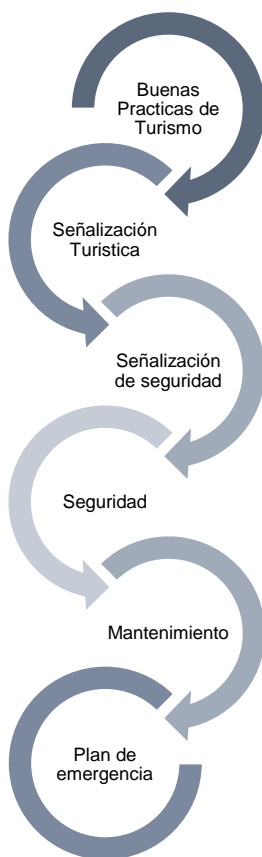 Buenas
Practicas de
Turismo
Señalización
Turistica
Señalización
de seguridad
Seguridad
Mantenimiento
Plan de
emergencia